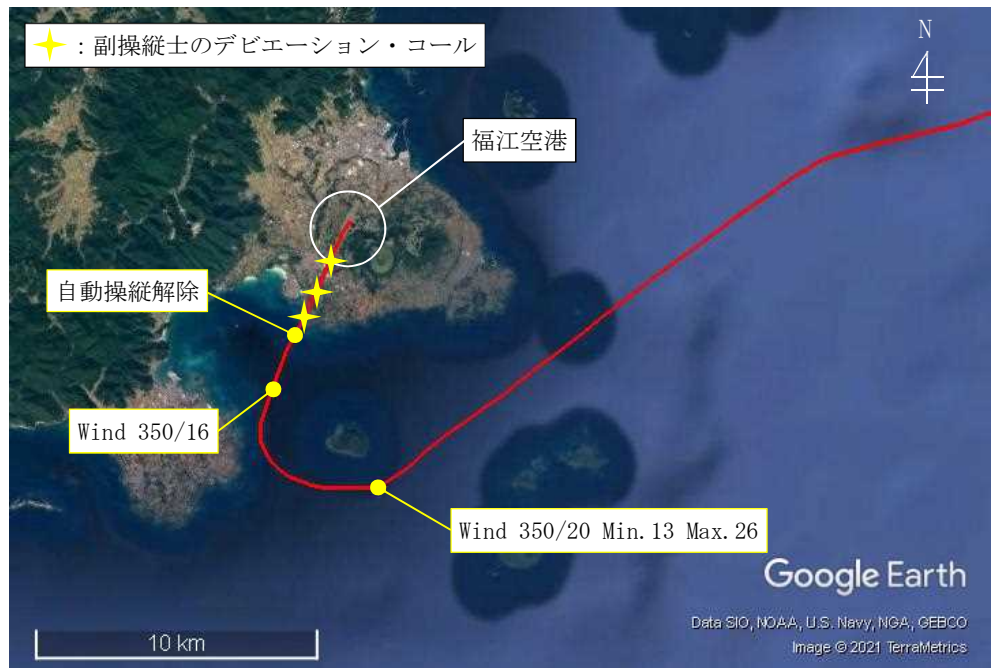 ：副操縦士のデビエーション・コール
N
福江空港
自動操縦解除
Wind 350/16
Wind 350/20 Min.13 Max.26
Google Earth
10 km
Data SIO, NOAA, U.S. Navy, NGA, GEBCO
Image © 2021 TerraMetrics